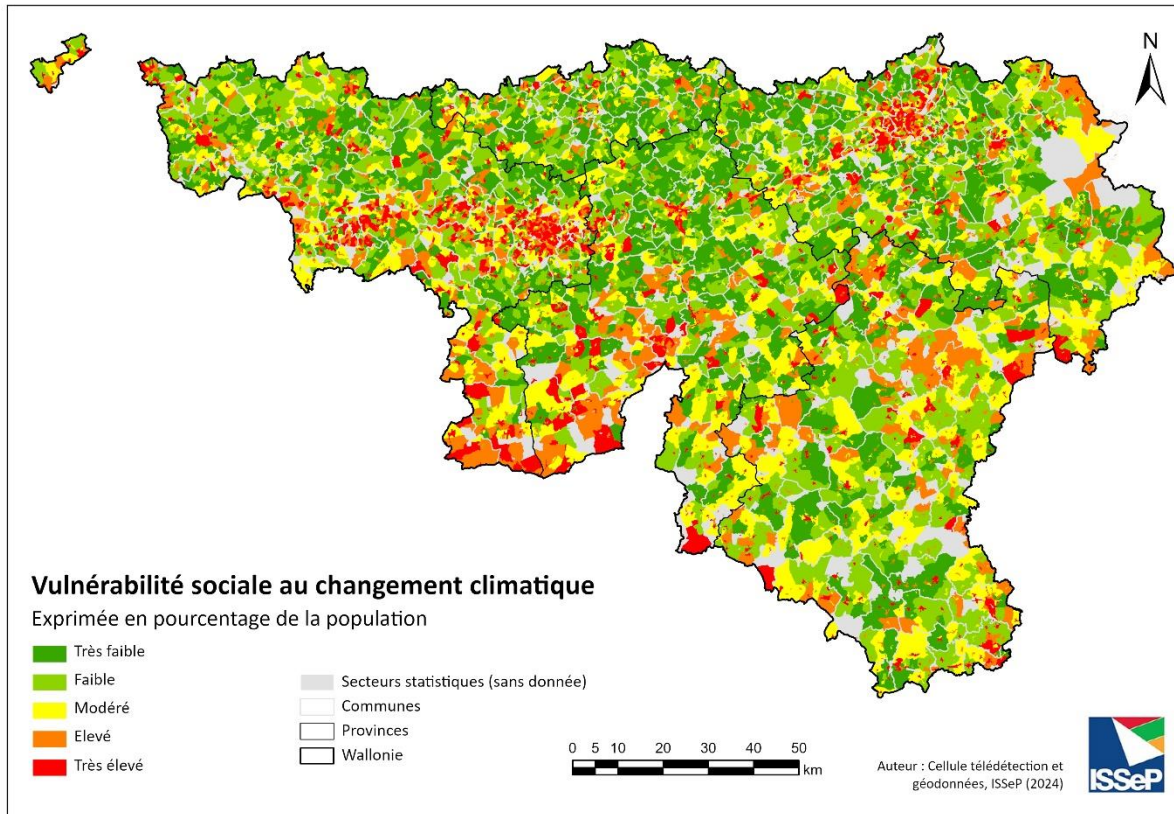 N
Vulnérabilité sociale au changement climatique
Exprimée en pourcentage de la population
Très faible
Faible
Modéré
Elevé
Très élevé
Secteurs statistiques (sans donnée)
Communes
Provinces
Wallonie
0 5 10 20 30 40 50
km
Auteur : Cellule télédétection et
géodonnées, ISSeP (2024)
ISSeP